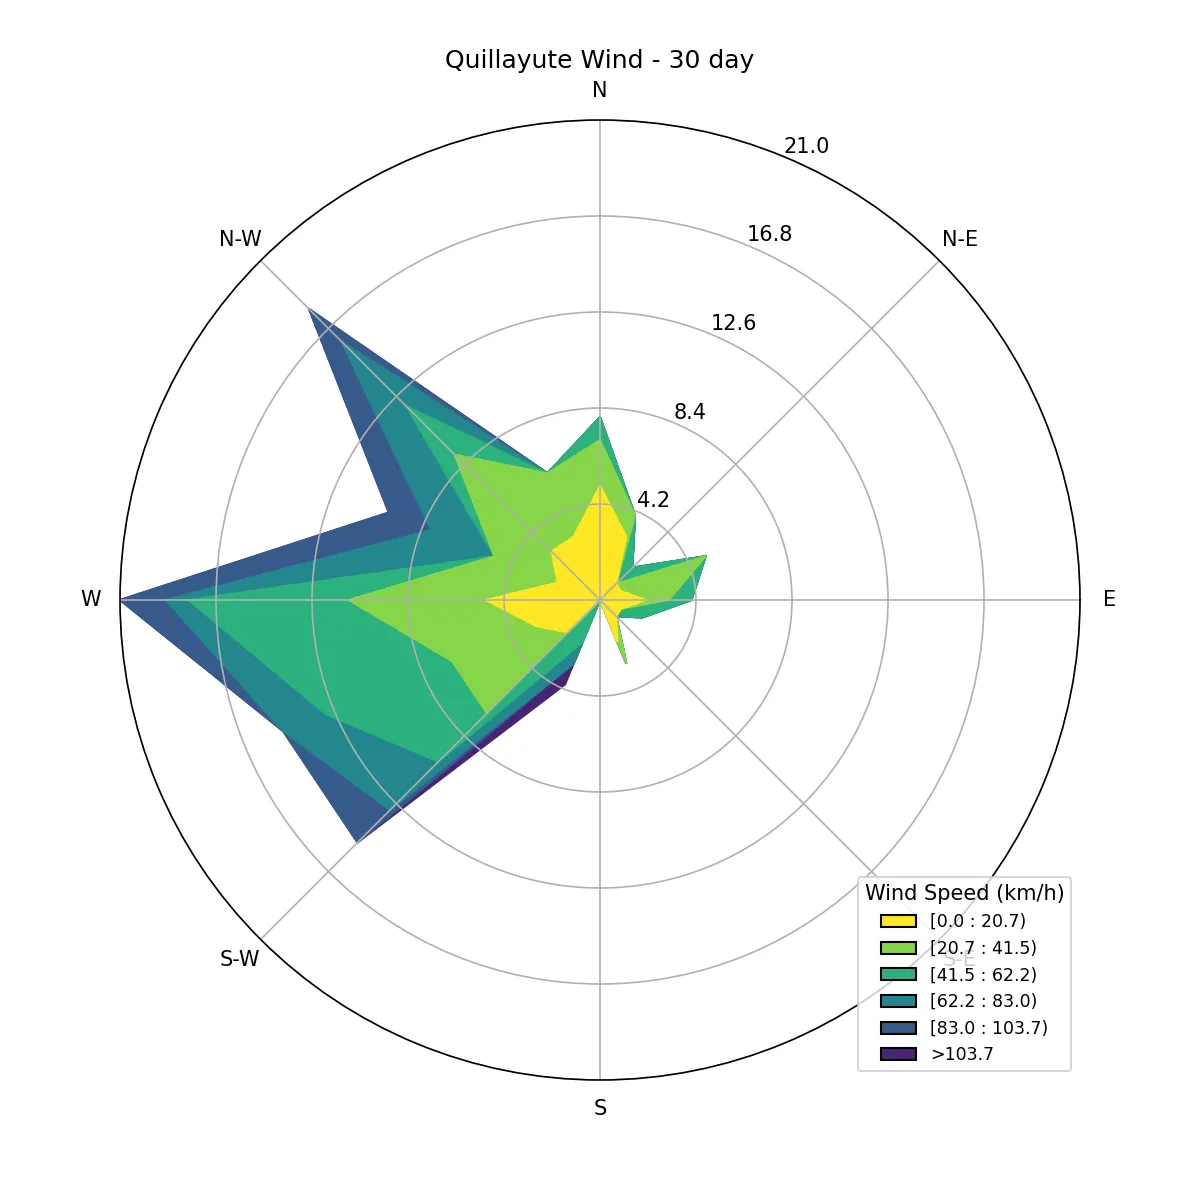 Quillayute Wind - 30 day
N
21.0
N-W
16.8
N-E
12.6
8.4
4.2
W
E
S-W
S-E
S
Wind Speed (km/h)
[0.0 : 20.7)
[20.7 : 41.5)
[41.5 : 62.2)
[62.2 : 83.0)
[83.0 : 103.7)
>103.7